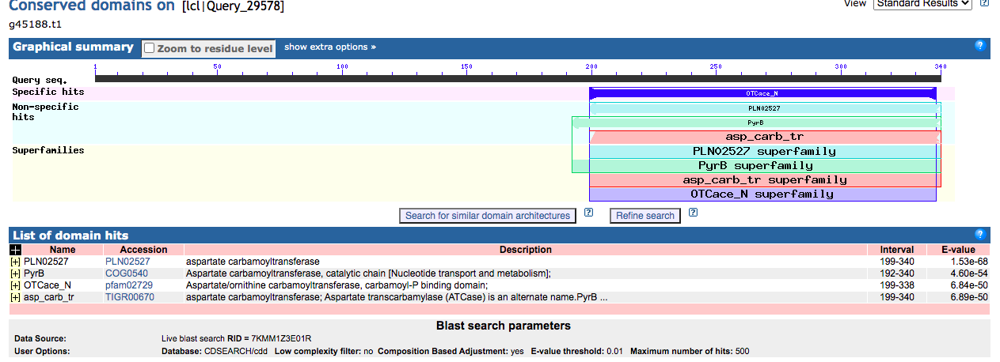 Conserved domains on [lcl|Query_29578]
View Standard Results
g45188.t1
Graphical summary Zoom to residue level show extra options »
1 50 100 150 200 250 300 340
Query seq.
Specific hits OTCace_N
Non-specific hits PLN02527
PyrB
asp_carb_tr
Superfamilies PLN02527 superfamily
PyrB superfamily
asp_carb_tr superfamily
OTCace_N superfamily
Search for similar domain architectures ? Refine search ?
List of domain hits ?
Name Accession Description Interval E-value
[+] PLN02527 PLN02527 aspartate carbamoyltransferase 199-340 1.53e-68
[+] PyrB COG0540 Aspartate carbamoyltransferase, catalytic chain [Nucleotide transport and metabolism]; 192-340 4.60e-54
[+] OTCace_N pfam02729 Aspartate/ornithine carbamoyltransferase, carbamoyl-P binding domain; 199-338 6.84e-50
[+] asp_carb_tr TIGR00670 aspartate carbamoyltransferase; Aspartate transcarbamylase (ATCase) is an alternate name.PyrB ... 199-340 6.89e-50
Blast search parameters
Data Source: Live blast search RID = 7KMM1Z3E01R
User Options: Database: CDSEARCH/cdd Low complexity filter: no Composition Based Adjustment: yes E-value threshold: 0.01 Maximum number of hits: 500